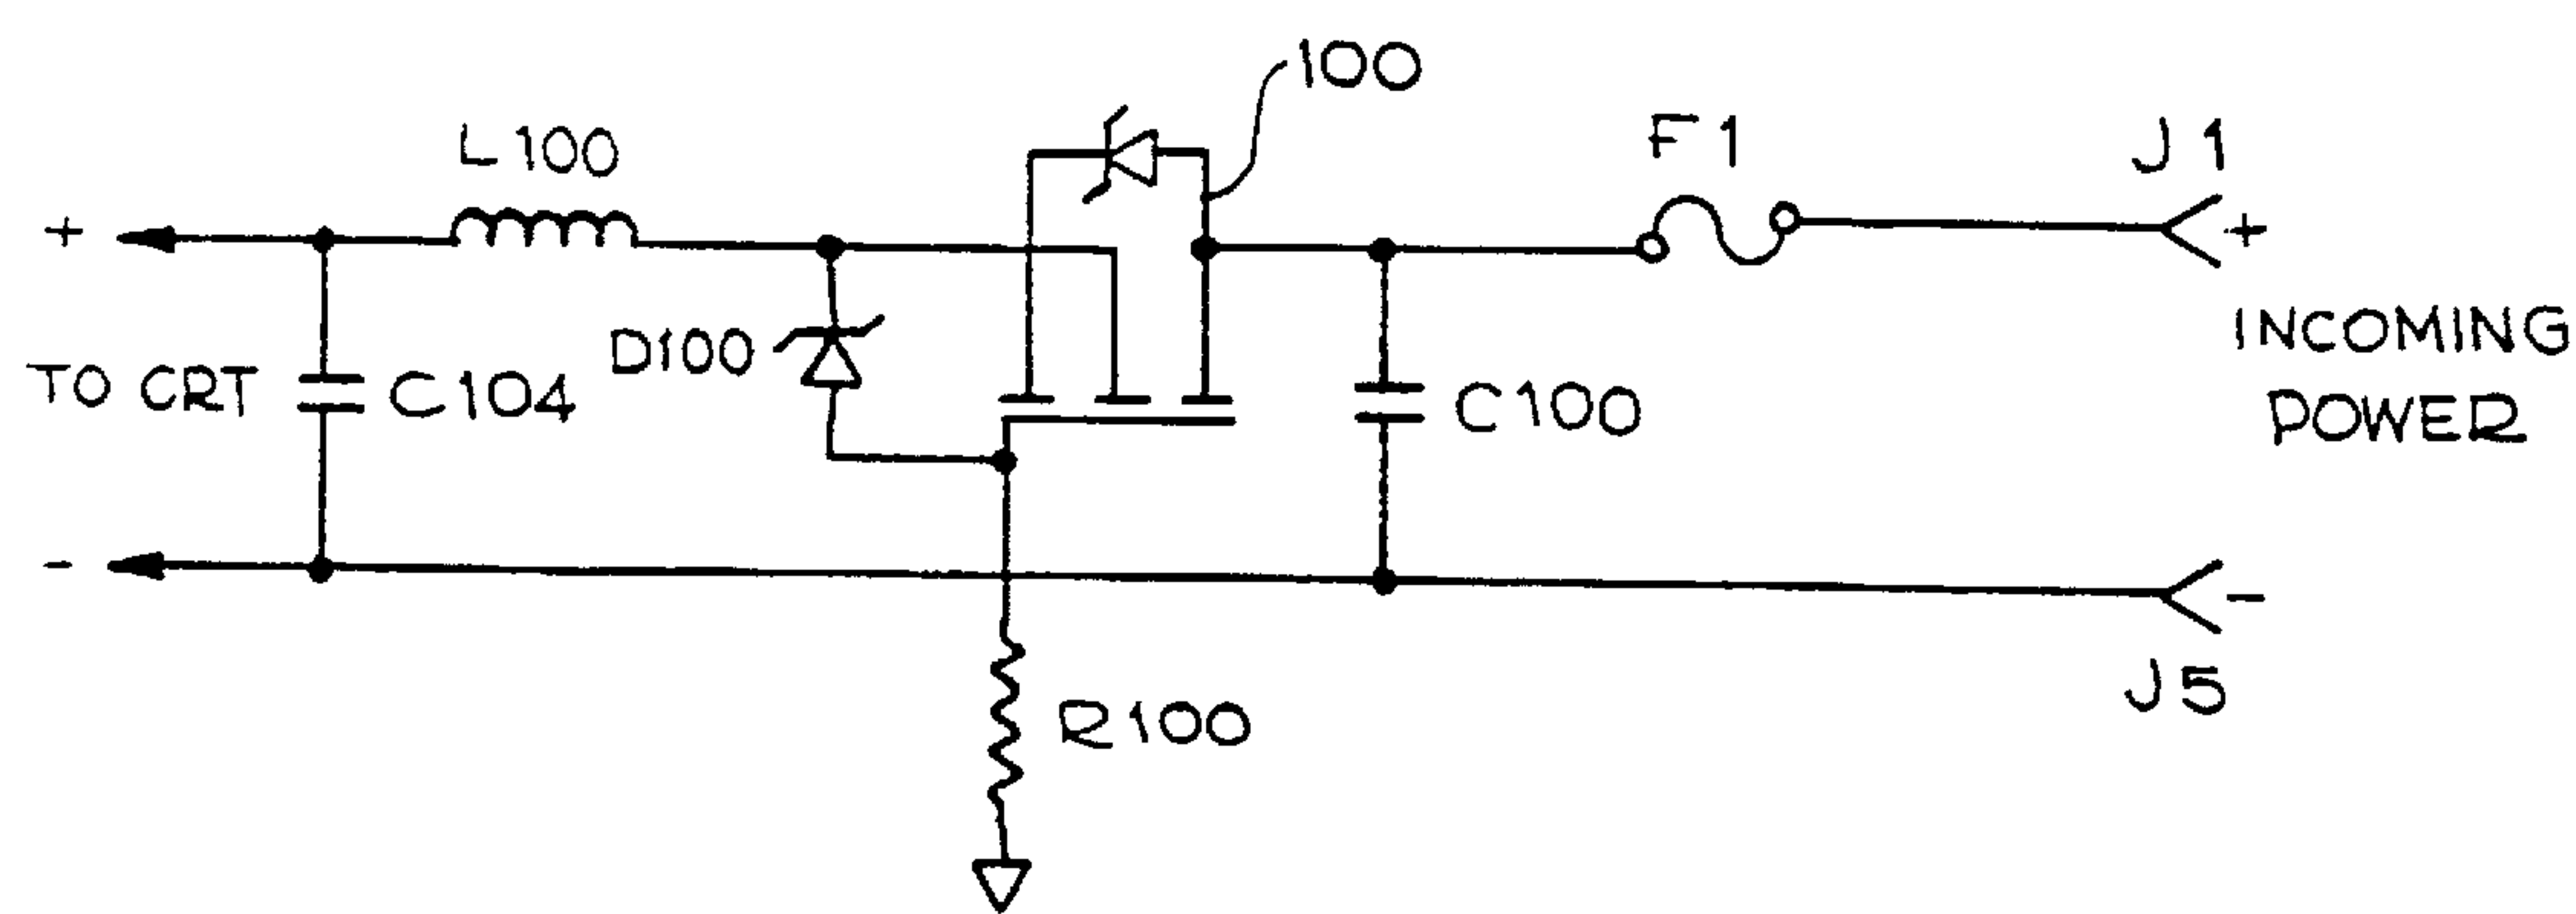 100
L100
F1
J1
+
+
D100
INCOMING
POWER
TO CRT
C104
C100
-
-
J5
R100